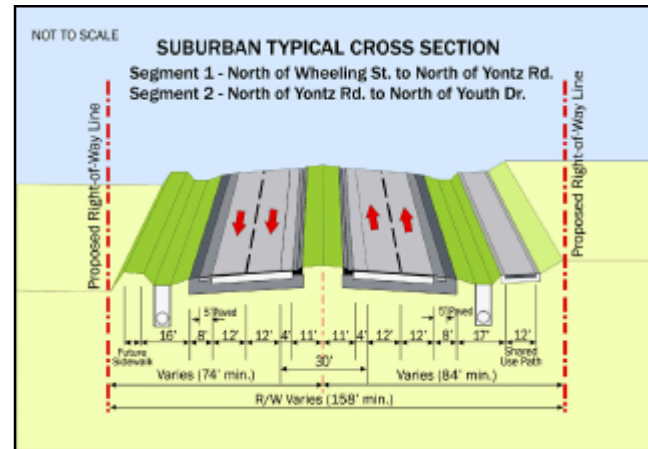 NOT TO SCALE
SUBURBAN TYPICAL CROSS SECTION
Segment 1 - North of Wheeling St. to North of Yontz Rd.
Segment 2 - North of Yontz Rd. to North of Youth Dr.
Proposed Right-of-Way Line
Proposed Right-of-Way Line
5' Paved
5' Paved
16' 8' 12' 12' 4' 11' 11' 4' 12' 12' 8' 17' 12'
Future
Sidewalk
30'
Shared
Use Path
Varies (74' min.)
Varies (84' min.)
R/W Varies (158' min.)